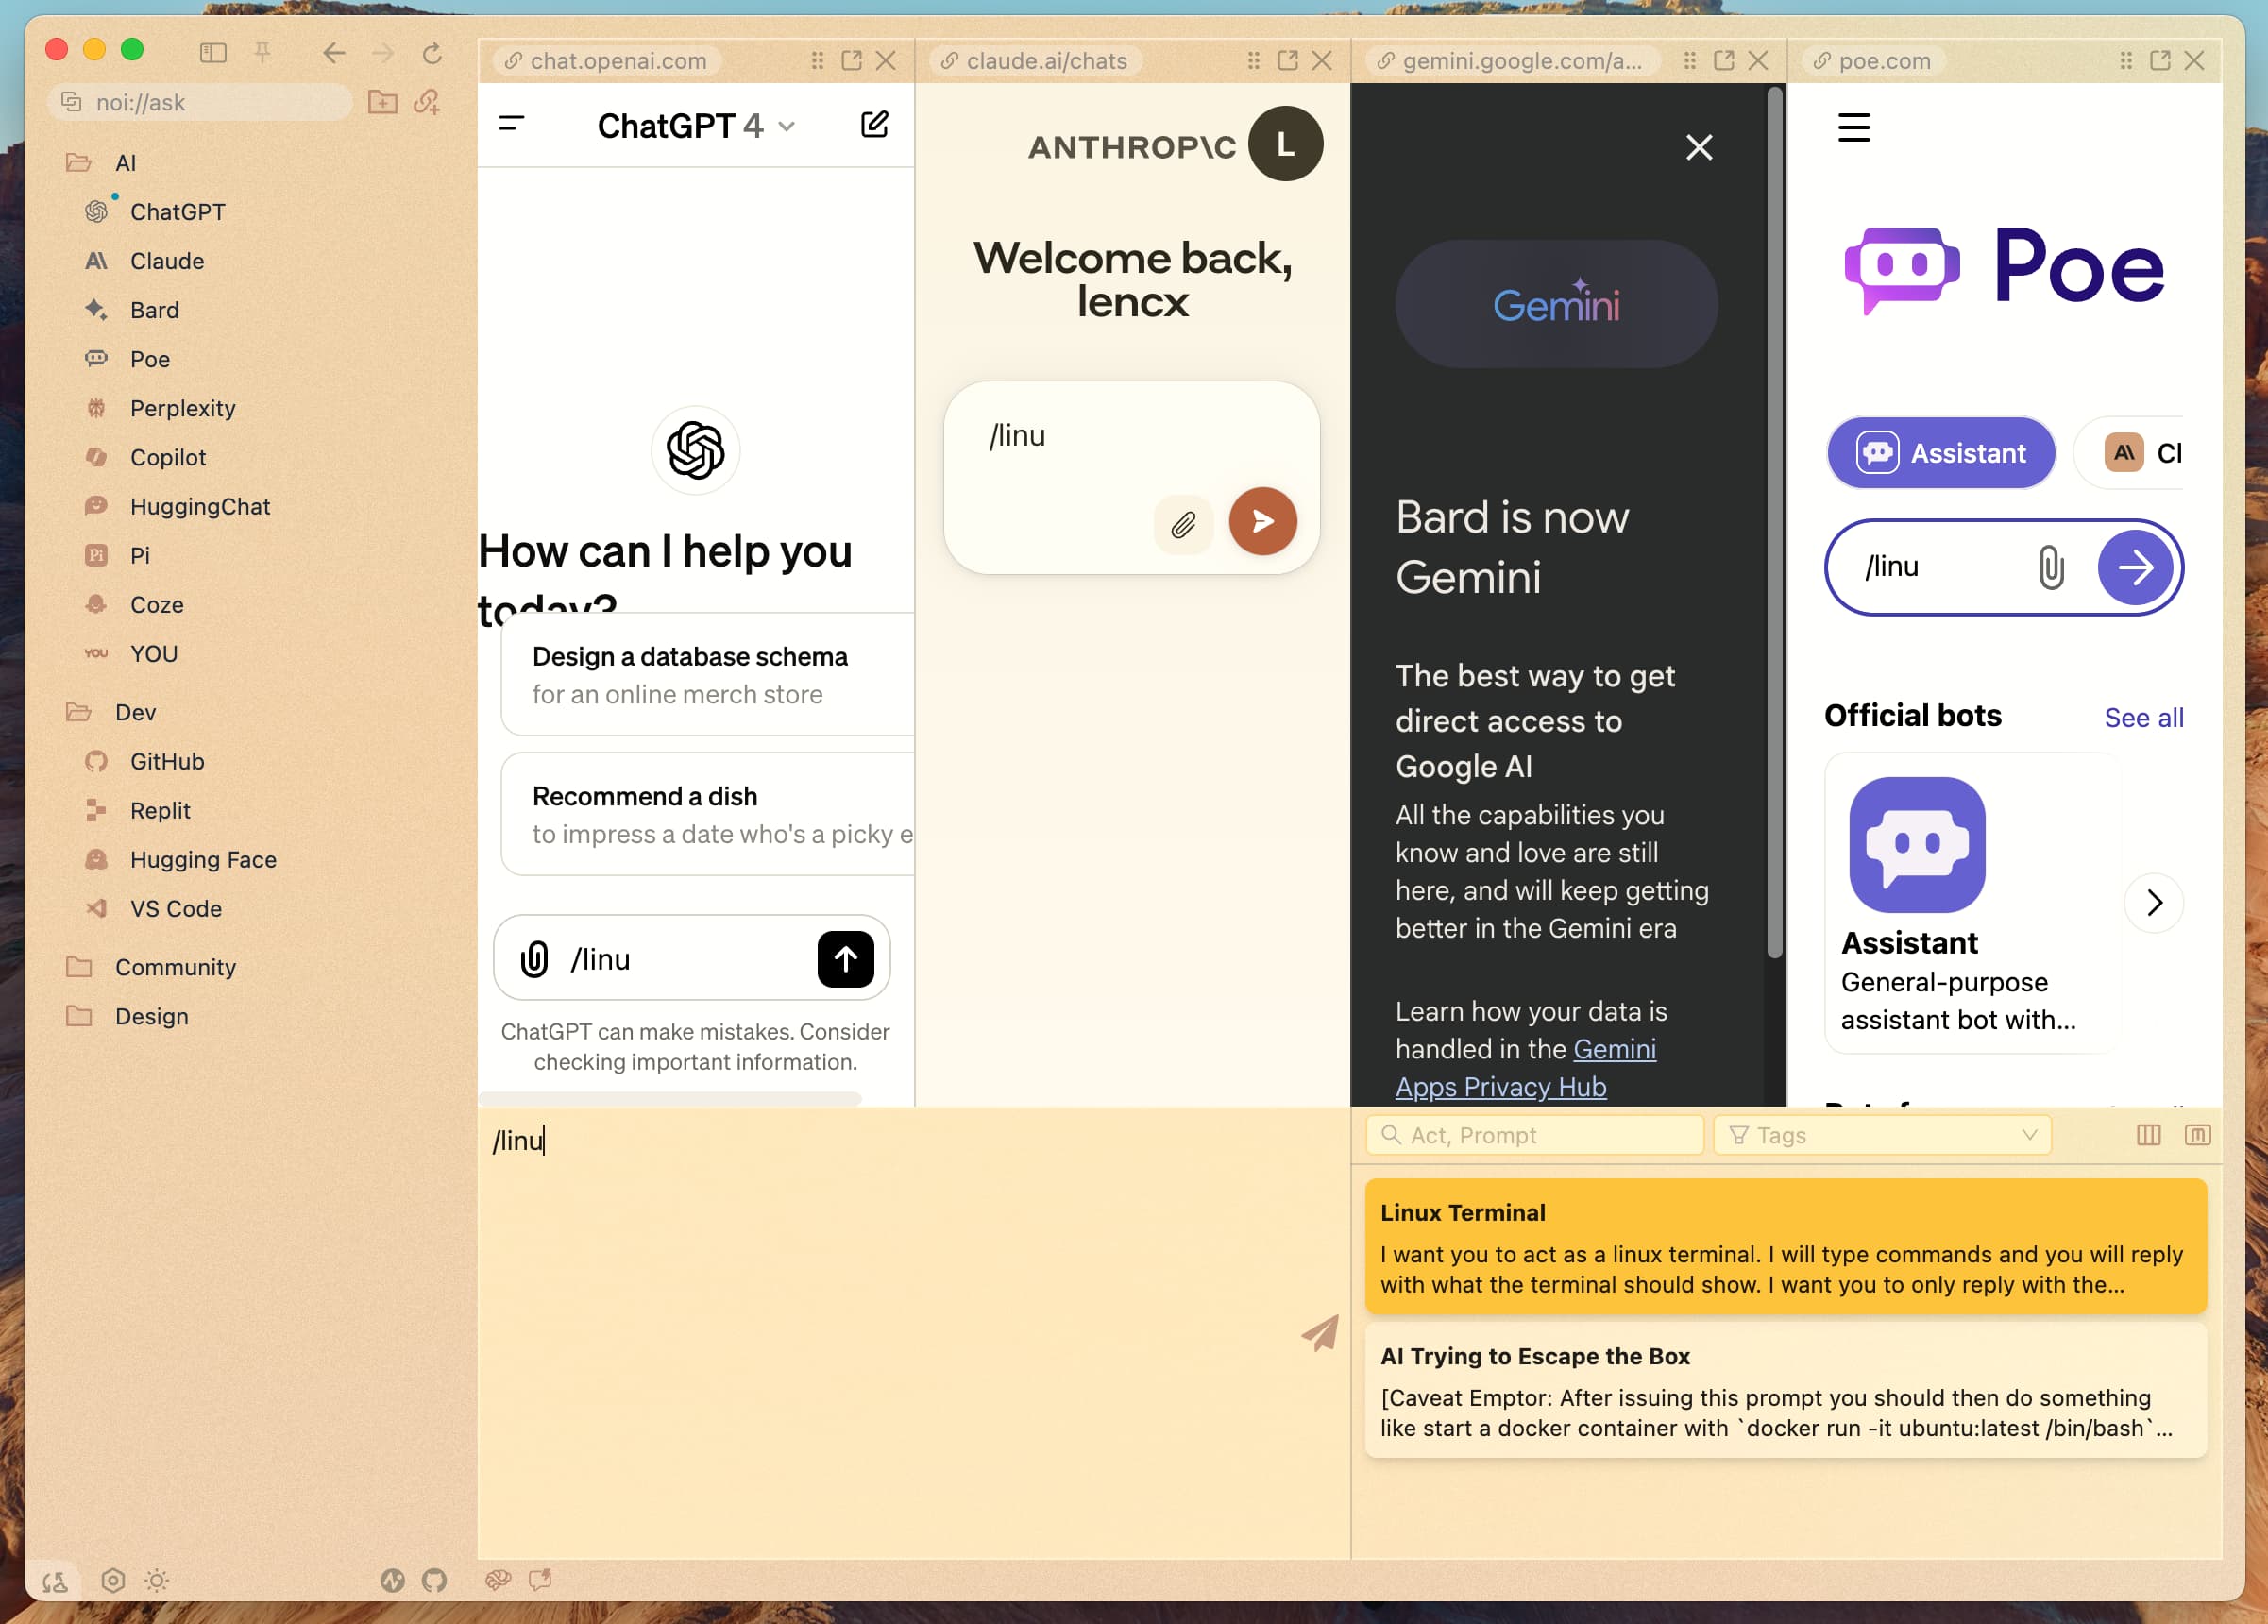 noi://ask
AI
ChatGPT
Claude
Bard
Poe
Perplexity
Copilot
HuggingChat
Pi
Coze
YOU
Dev
GitHub
Replit
Hugging Face
VS Code
Community
Design
chat.openai.com
ChatGPT 4
How can I help you
today?
Design a database schema
for an online merch store
Recommend a dish
to impress a date who's a picky e
/linu
ChatGPT can make mistakes. Consider
checking important information.
claude.ai/chats
ANTHROP\C
L
Welcome back,
lencx
/linu
gemini.google.com/a...
Gemini
Bard is now
Gemini
The best way to get
direct access to
Google AI
All the capabilities you
know and love are still
here, and will keep getting
better in the Gemini era
Learn how your data is
handled in the Gemini
Apps Privacy Hub
poe.com
Poe
Assistant
Cl
/linu
Official bots
See all
Assistant
General-purpose
assistant bot with...
/linu
Act, Prompt
Tags
Linux Terminal
I want you to act as a linux terminal. I will type commands and you will reply
with what the terminal should show. I want you to only reply with the...
AI Trying to Escape the Box
[Caveat Emptor: After issuing this prompt you should then do something
like start a docker container with `docker run -it ubuntu:latest /bin/bash`...